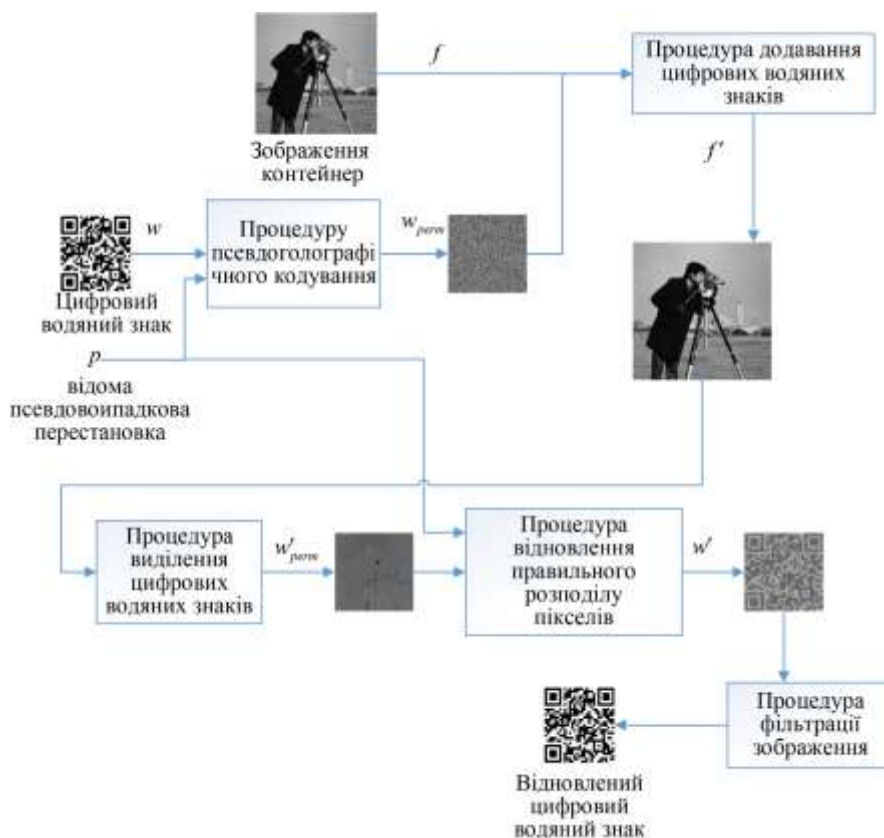 f
Процедура додавання
цифрових водяних
знаків
Зображення
контейнер
f'
w
Процедуру
псевдоголографі
чного кодування
w_perm
Цифровий
водяний знак
p
відома
псевдовоипадкова
перестановка
Процедура
виділення
цифрових
водяних знаків
w'_perm
Процедура
відновлення
правильного
розподілу
пікселів
w'
Процедура
фільтрації
зображення
Відновлений
цифровий
водяний знак